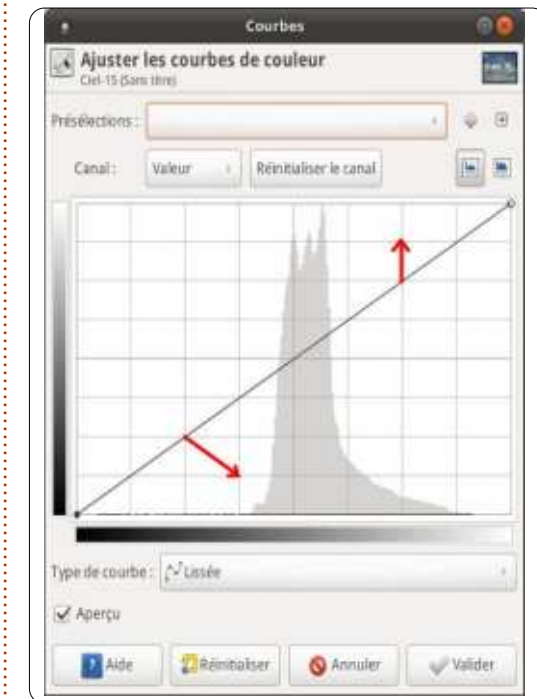 Courbes
Ajuster les courbes de couleur
Ciel-15 (Sans titre)
Présélections :
Canal : Valeur Réinitialiser le canal
Type de courbe : Lissée
Aperçu
Aide Réinitialiser Annuler Valider